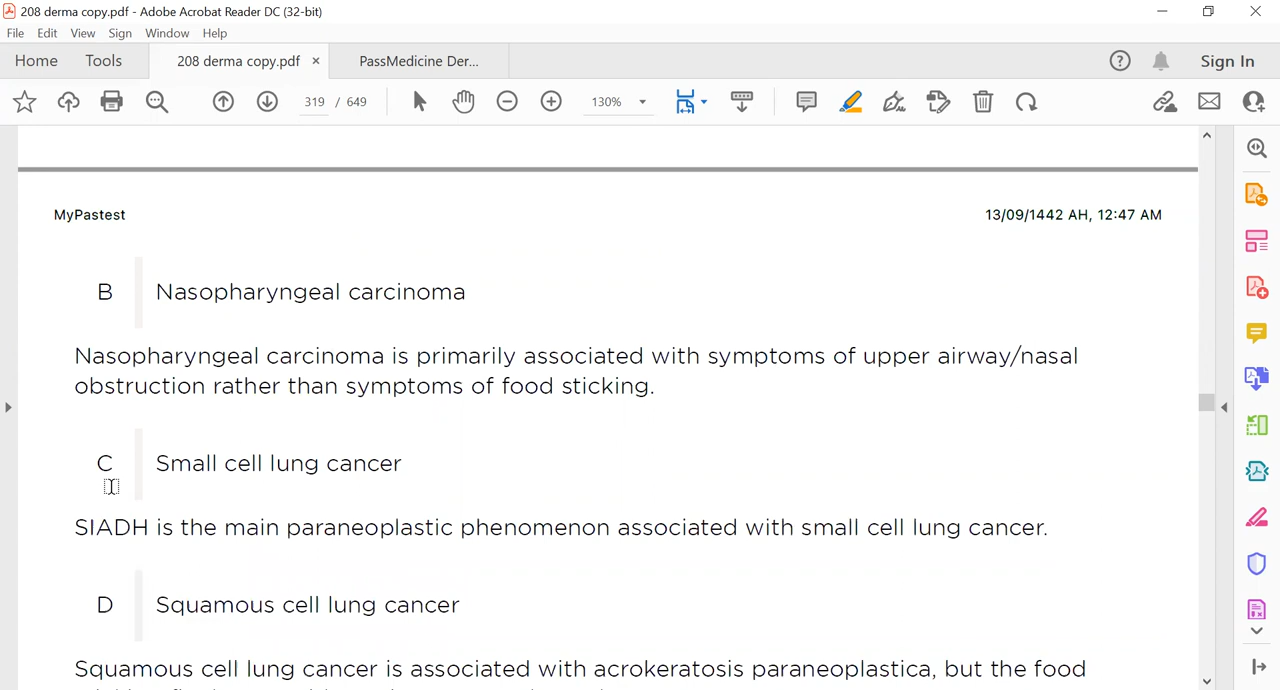 208 derma copy.pdf - Adobe Acrobat Reader DC (32-bit)
File Edit View Sign Window Help
Home Tools 208 derma copy.pdf × PassMedicine Der... Sign In
319 / 649 130%
MyPastest 13/09/1442 AH, 12:47 AM
B Nasopharyngeal carcinoma
Nasopharyngeal carcinoma is primarily associated with symptoms of upper airway/nasal
obstruction rather than symptoms of food sticking.
C Small cell lung cancer
SIADH is the main paraneoplastic phenomenon associated with small cell lung cancer.
D Squamous cell lung cancer
Squamous cell lung cancer is associated with acrokeratosis paraneoplastica, but the food